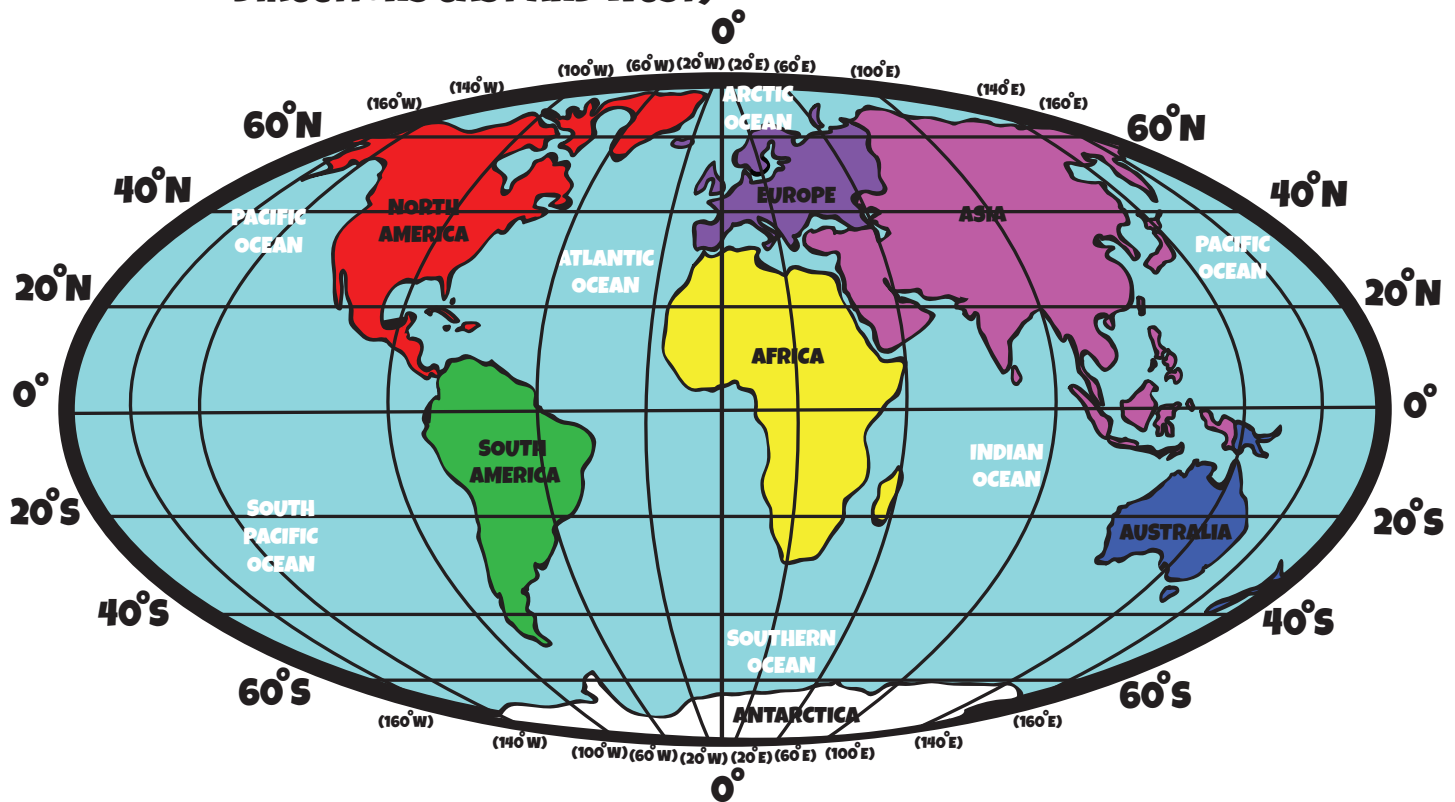 0°
(160°W) (140°W) (100°W) (60°W) (20°W) (20°E) (60°E) (100°E) (140°E) (160°E)
ARCTIC
OCEAN
60°N 60°N
40°N 40°N
EUROPE
NORTH
AMERICA
ASIA
PACIFIC
OCEAN
ATLANTIC
OCEAN
PACIFIC
OCEAN
20°N 20°N
AFRICA
0° 0°
SOUTH
AMERICA
INDIAN
OCEAN
20°S 20°S
SOUTH
PACIFIC
OCEAN
AUSTRALIA
40°S 40°S
SOUTHERN
OCEAN
60°S 60°S
ANTARCTICA
(160°W) (140°W) (100°W) (60°W) (20°W) (20°E) (60°E) (100°E) (140°E) (160°E)
0°